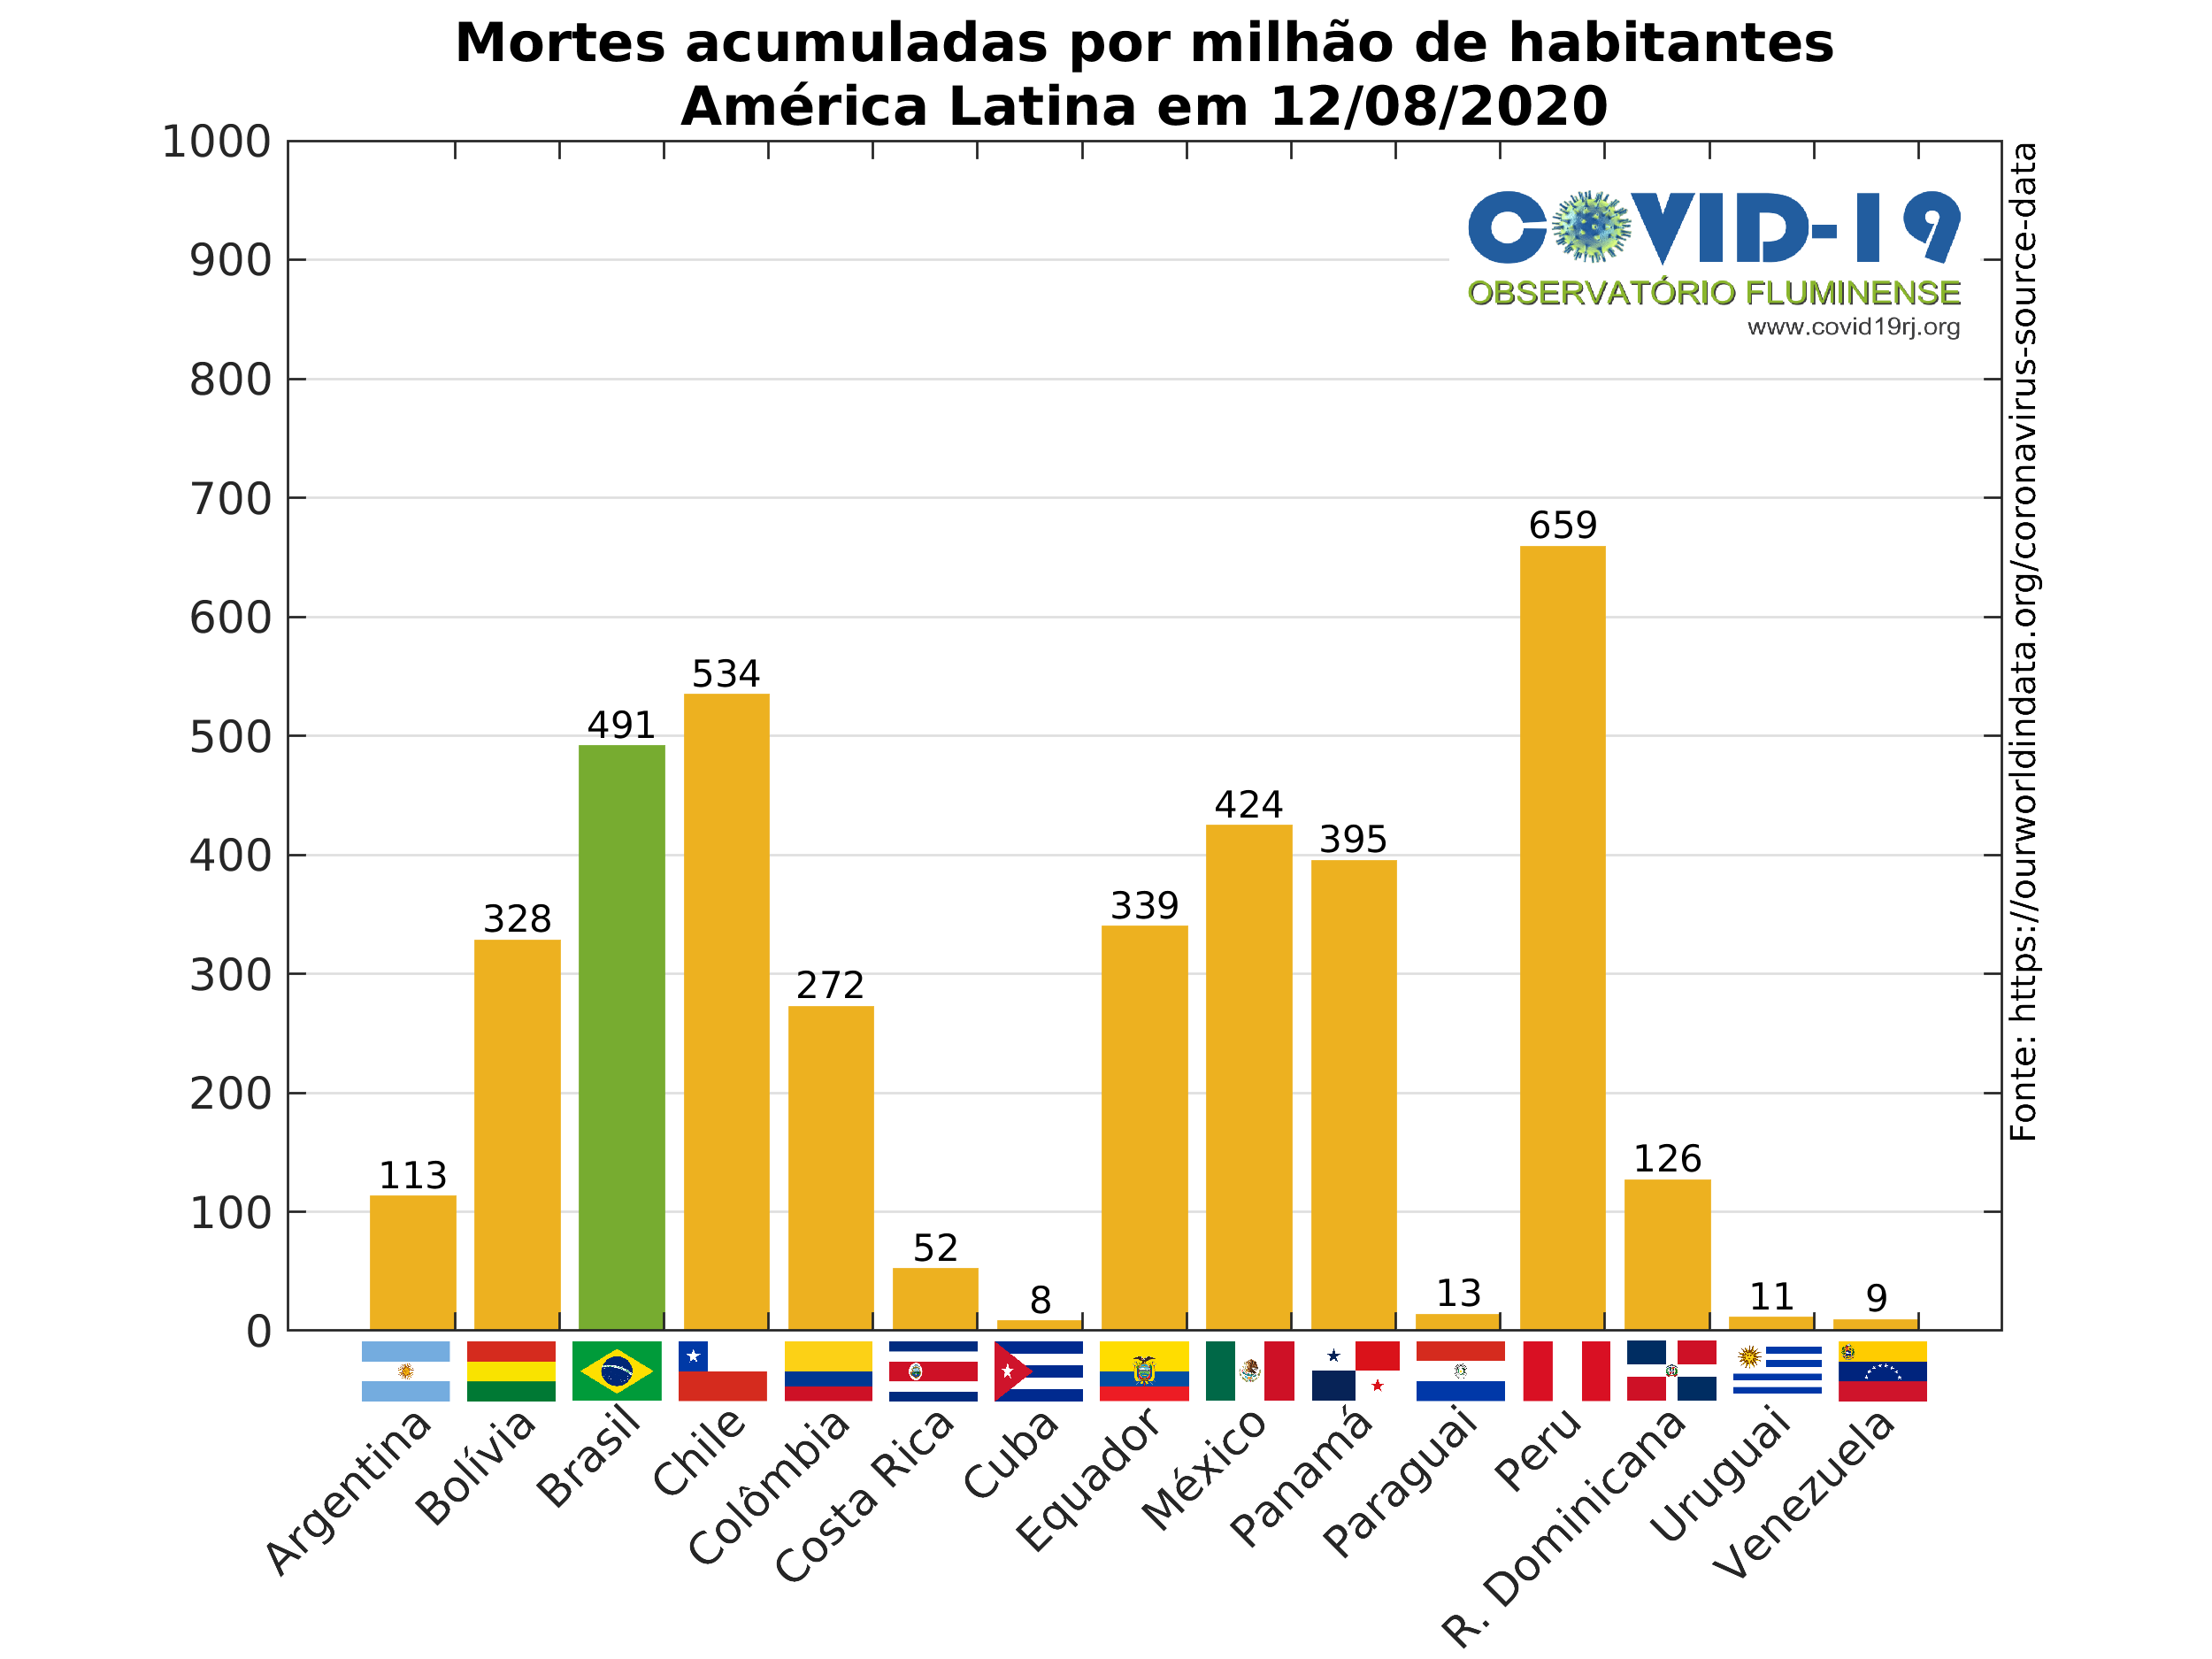 Mortes acumuladas por milhão de habitantes
América Latina em 12/08/2020
1000
900
800
700
600
500
400
300
200
100
0
COVID-19
OBSERVATÓRIO FLUMINENSE
www.covid19rj.org
Fonte: https://ourworldindata.org/coronavirus-source-data
113
328
491
534
272
52
8
339
424
395
13
659
126
11
9
Argentina
Bolívia
Brasil
Chile
Colômbia
Costa Rica
Cuba
Equador
México
Panamá
Paraguai
Peru
R. Dominicana
Uruguai
Venezuela